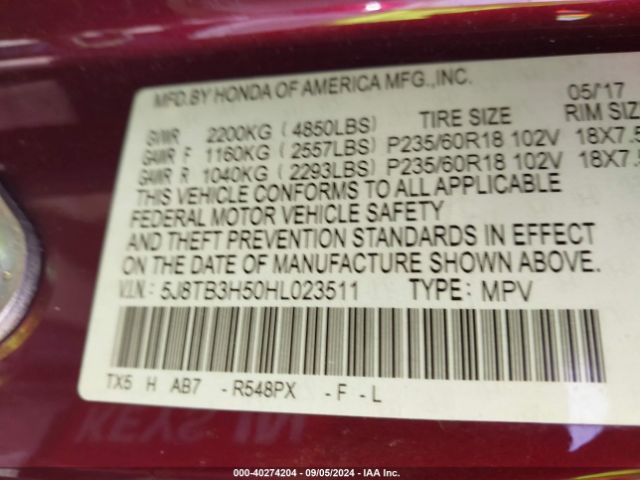 MFD.BY HONDA OF AMERICA MFG.,INC. 05/'17
GVWR 2200KG ( 4850LBS) TIRE SIZE RIM SIZ
GAWR F 1160KG ( 2557LBS) P235/60R18 102V 18X7.5
GAWR R 1040KG ( 2293LBS) P235/60R18 102V 18X7.5
THIS VEHICLE CONFORMS TO ALL APPLICABLE
FEDERAL MOTOR VEHICLE SAFETY
AND THEFT PREVENTION STANDARDS IN EFFECT
ON THE DATE OF MANUFACTURE SHOWN ABOVE.
V.I.N.: 5J8TB3H50HL023511 TYPE: MPV
TX5 H AB7 - R548PX - F - L
000-40274204 - 09/05/2024 - IAA Inc.